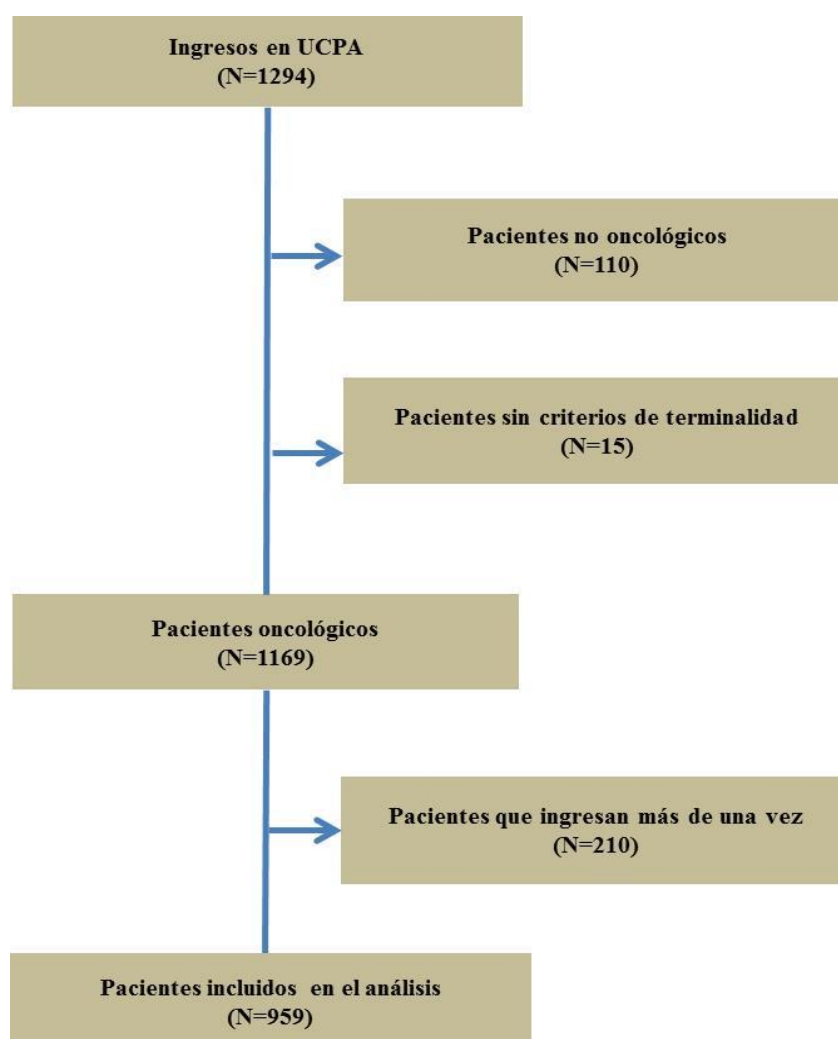 Ingresos en UCPA
(N=1294)
Pacientes no oncológicos
(N=110)
Pacientes sin criterios de terminalidad
(N=15)
Pacientes oncológicos
(N=1169)
Pacientes que ingresan más de una vez
(N=210)
Pacientes incluidos en el análisis
(N=959)